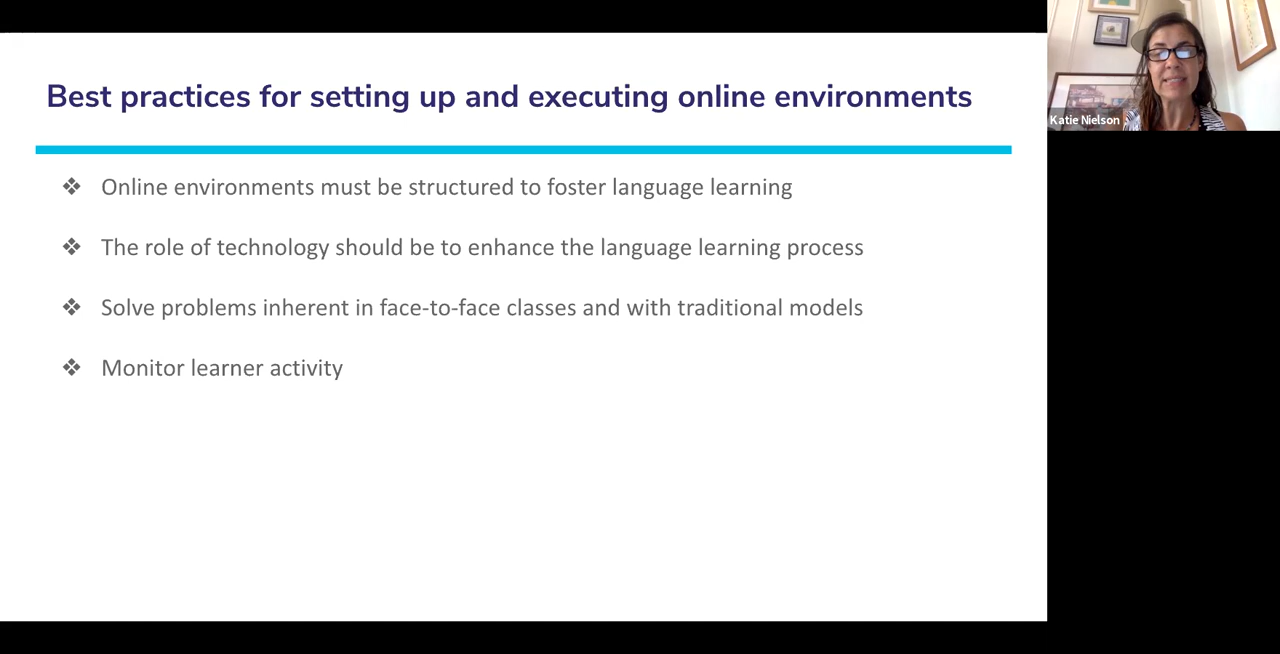 Best practices for setting up and executing online environments
❖ Online environments must be structured to foster language learning
❖ The role of technology should be to enhance the language learning process
❖ Solve problems inherent in face-to-face classes and with traditional models
❖ Monitor learner activity
Katie Nielson